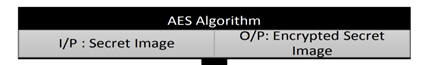 AES Algorithm
I/P : Secret Image
O/P: Encrypted Secret
Image